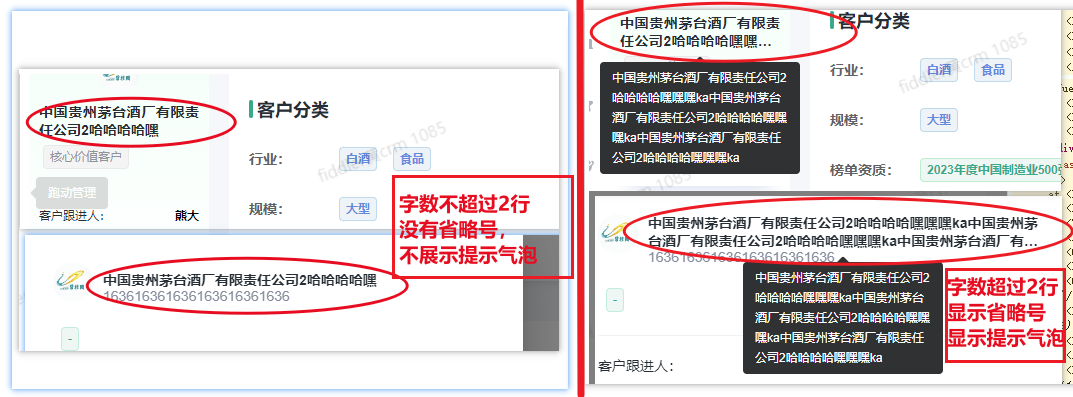 中国贵州茅台酒厂有限责
任公司2哈哈哈哈嘿
核心价值客户
跑动管理
客户跟进人：
熊大
客户分类
行业：
白酒
食品
规模：
大型
字数不超过2行
没有省略号，
不展示提示气泡
中国贵州茅台酒厂有限责任公司2哈哈哈哈嘿
163616361636163616361636
-
中国贵州茅台酒厂有限责
任公司2哈哈哈哈嘿嘿...
中国贵州茅台酒厂有限责任公司2
哈哈哈哈嘿嘿嘿ka中国贵州茅台
酒厂有限责任公司2哈哈哈哈嘿嘿
嘿ka中国贵州茅台酒厂有限责任
公司2哈哈哈哈嘿嘿嘿ka
客户分类
行业：
白酒
食品
规模：
大型
榜单资质：
2023年度中国制造业500强
中国贵州茅台酒厂有限责任公司2哈哈哈哈嘿嘿嘿ka中国贵州茅
台酒厂有限责任公司2哈哈哈哈嘿嘿嘿ka中国贵州茅台酒厂有...
163616361636163616361636
-
中国贵州茅台酒厂有限责任公司2
哈哈哈哈嘿嘿嘿ka中国贵州茅台
酒厂有限责任公司2哈哈哈哈嘿嘿
嘿ka中国贵州茅台酒厂有限责任
公司2哈哈哈哈嘿嘿嘿ka
客户跟进人：
字数超过2行
显示省略号
显示提示气泡